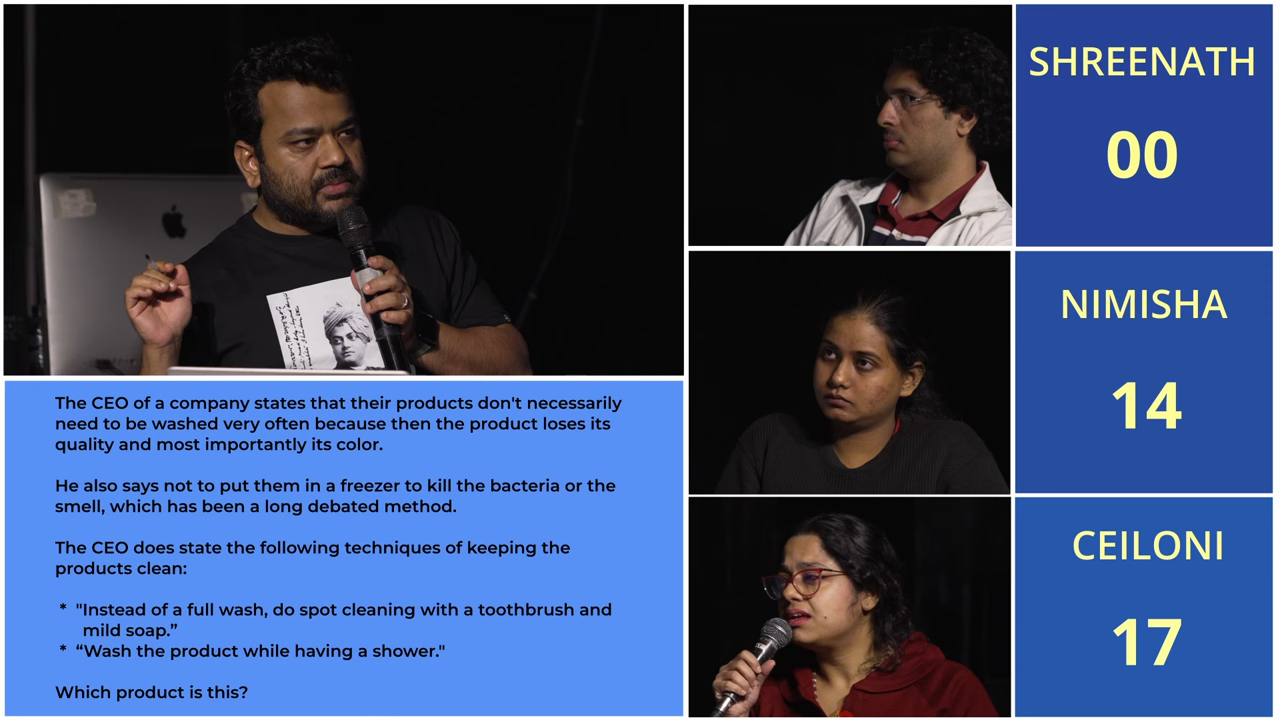 SHREENATH
00
NIMISHA
14
CEILONI
17
The CEO of a company states that their products don't necessarily
need to be washed very often because then the product loses its
quality and most importantly its color.
He also says not to put them in a freezer to kill the bacteria or the
smell, which has been a long debated method.
The CEO does state the following techniques of keeping the
products clean:
* "Instead of a full wash, do spot cleaning with a toothbrush and
mild soap.”
* “Wash the product while having a shower."
Which product is this?